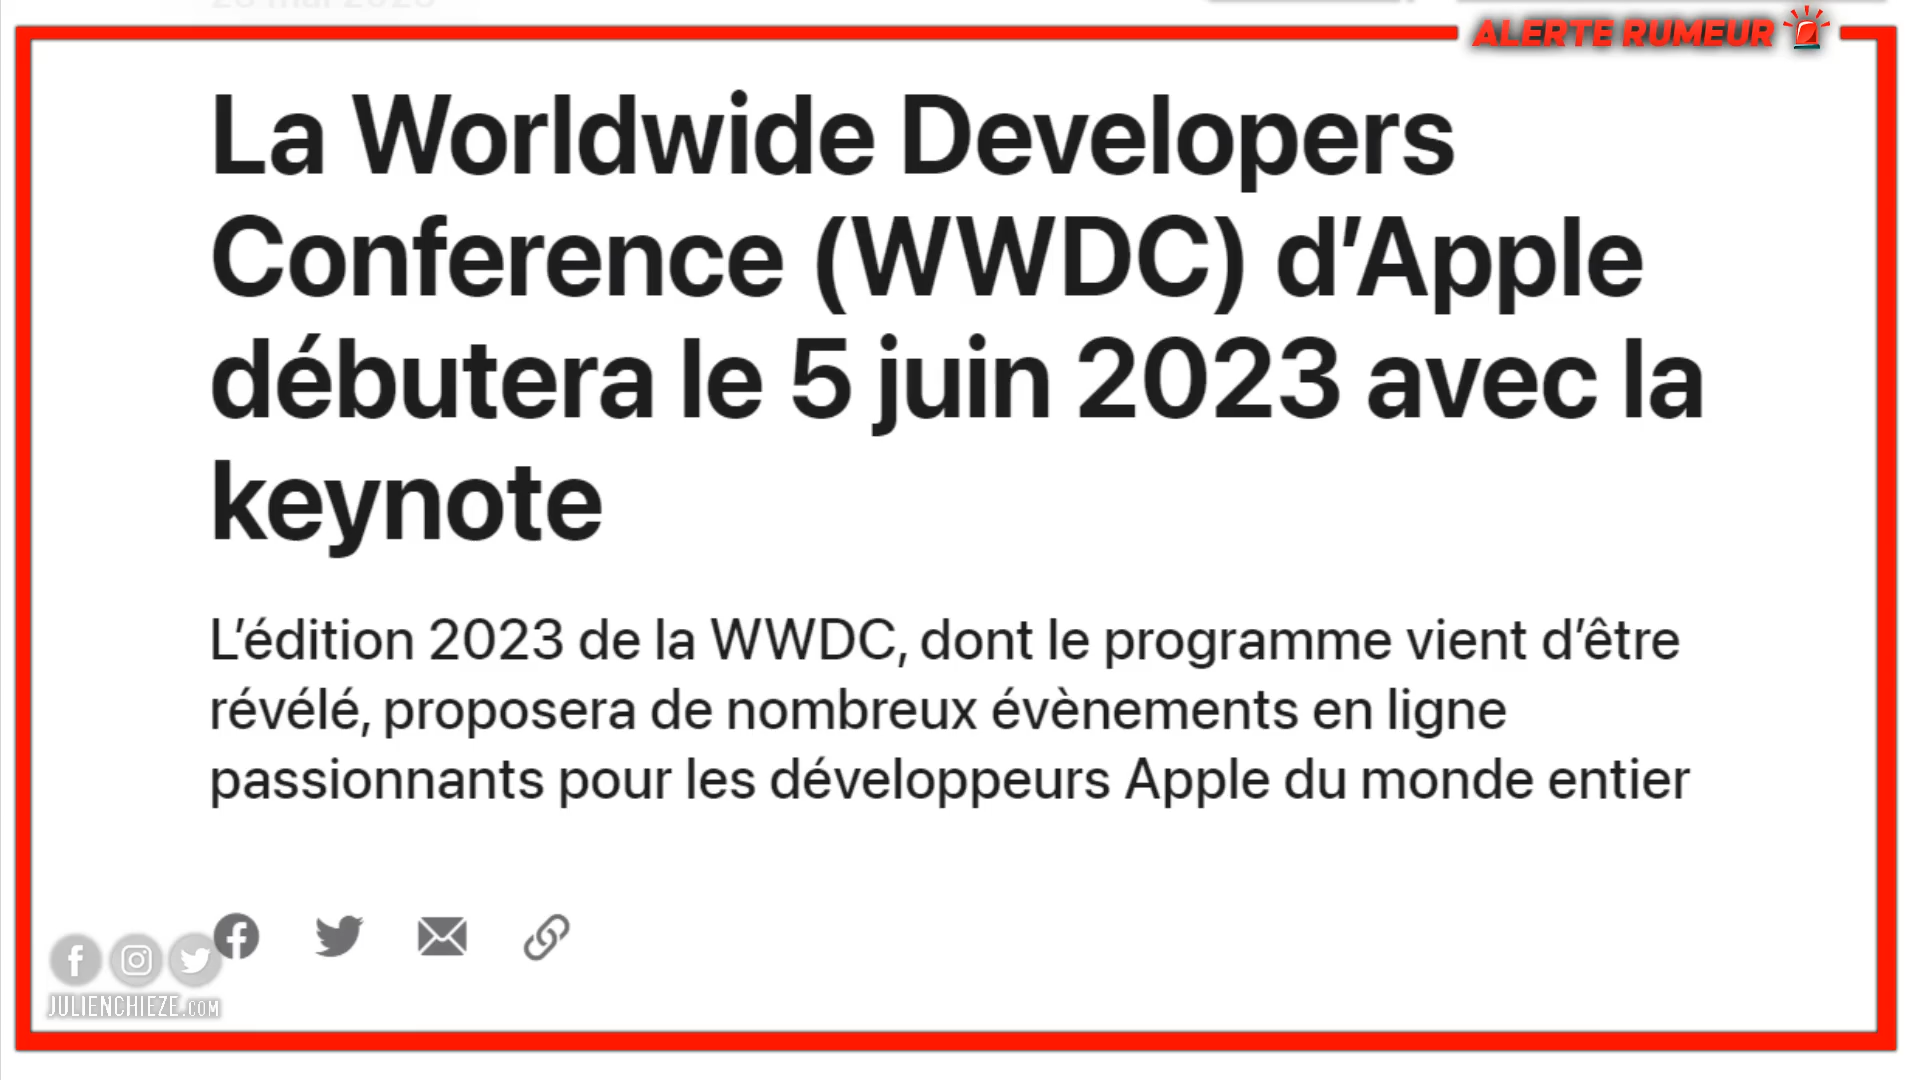 ALERTE RUMEUR
La Worldwide Developers
Conference (WWDC) d’Apple
débutera le 5 juin 2023 avec la
keynote
L’édition 2023 de la WWDC, dont le programme vient d’être
révélé, proposera de nombreux évènements en ligne
passionnants pour les développeurs Apple du monde entier
JULIENCHIEZE.COM